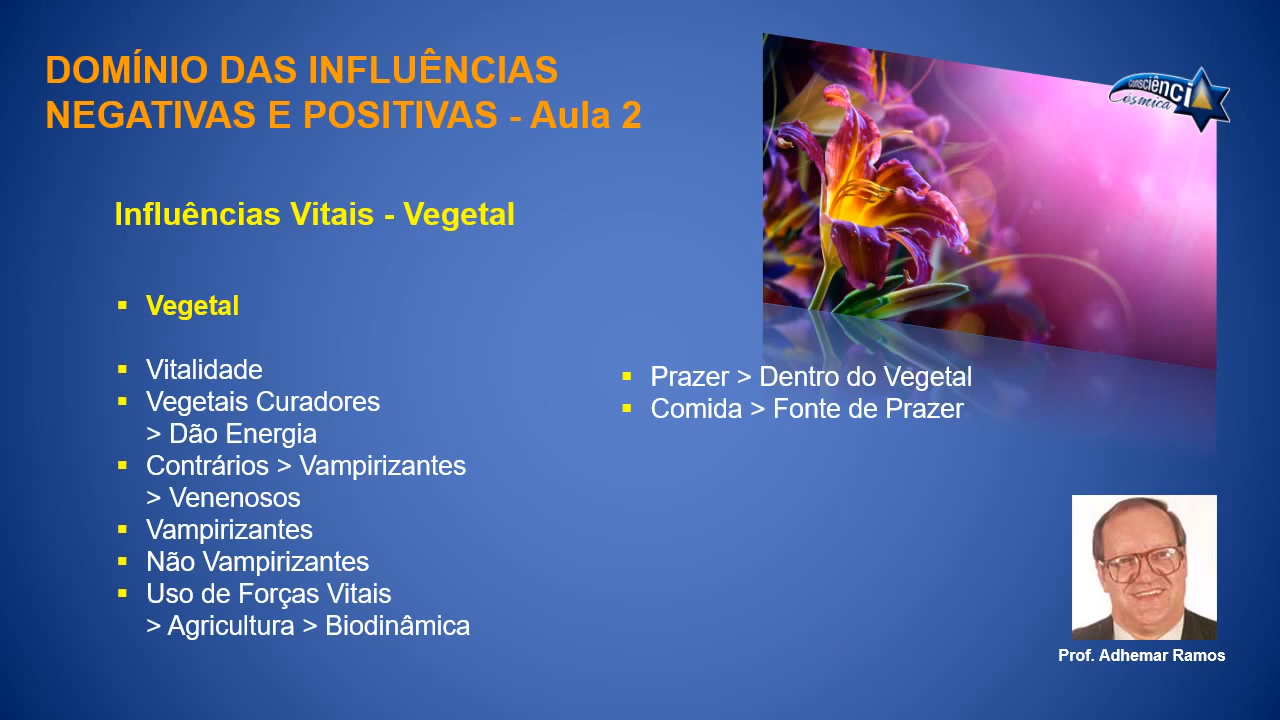 DOMÍNIO DAS INFLUÊNCIAS
NEGATIVAS E POSITIVAS - Aula 2
consciênci
Cósmica
Influências Vitais - Vegetal
▪ Vegetal
▪ Vitalidade
▪ Vegetais Curadores
> Dão Energia
▪ Contrários > Vampirizantes
> Venenosos
▪ Vampirizantes
▪ Não Vampirizantes
▪ Uso de Forças Vitais
> Agricultura > Biodinâmica
▪ Prazer > Dentro do Vegetal
▪ Comida > Fonte de Prazer
Prof. Adhemar Ramos